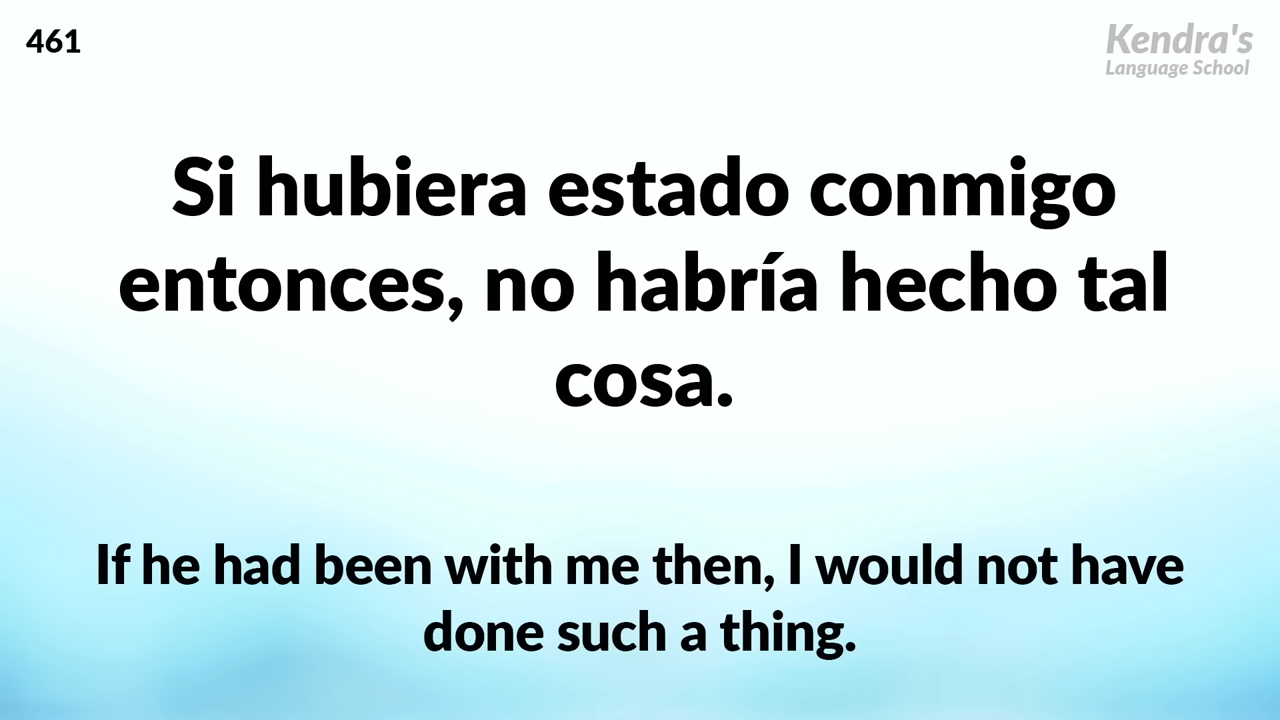 461
Kendra's
Language School
Si hubiera estado conmigo
entonces, no habría hecho tal
cosa.
If he had been with me then, I would not have
done such a thing.